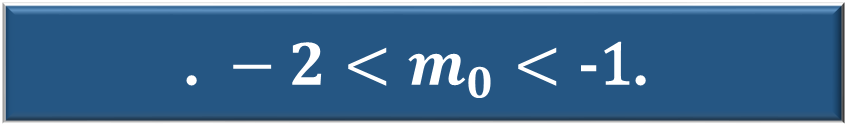 . − 2 < m₀ < -1.